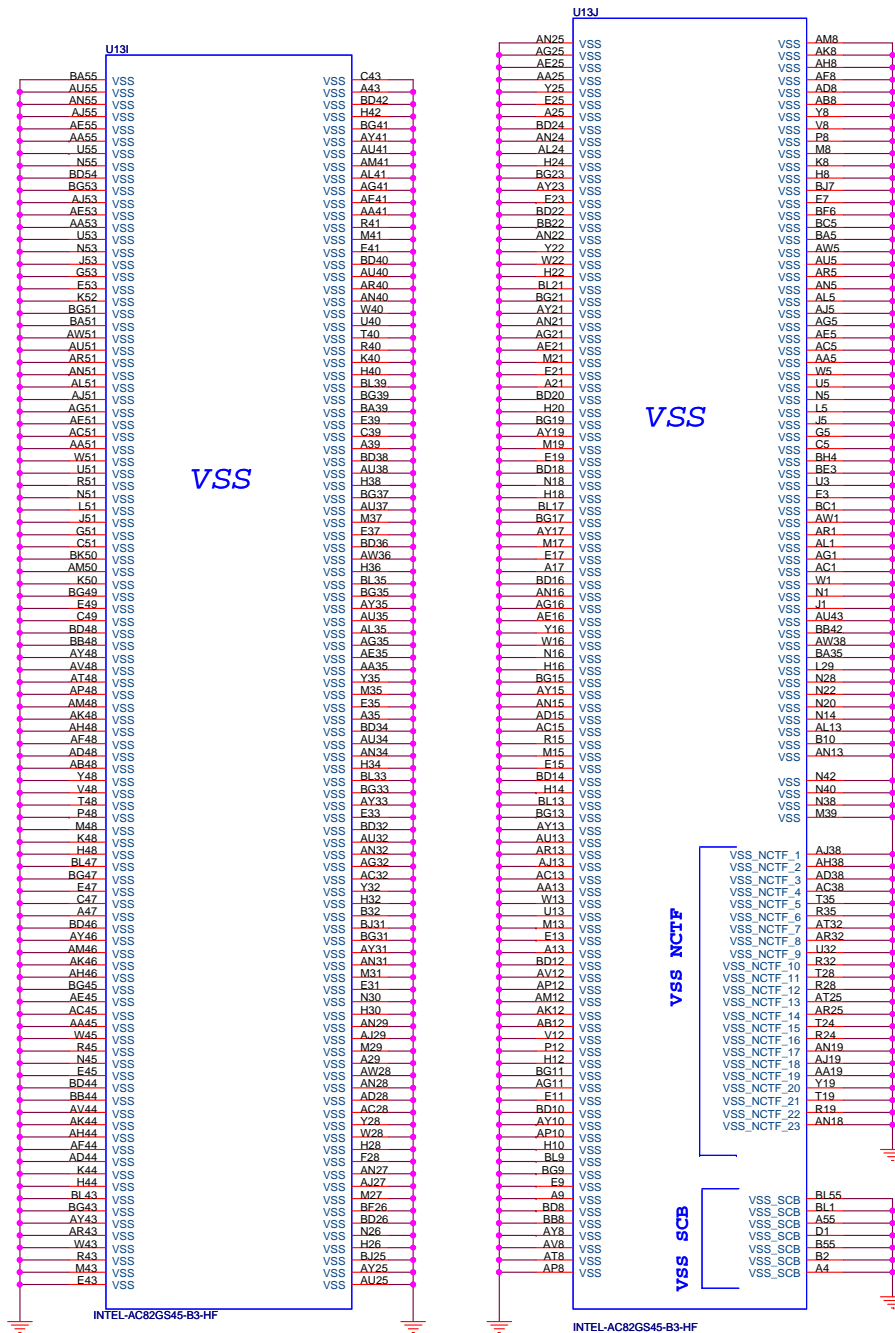 U13I
BA55 VSS VSS C43
AU55 VSS VSS A43
AN55 VSS VSS BD42
AJ55 VSS VSS H42
AE55 VSS VSS BG41
AA55 VSS VSS AY41
U55 VSS VSS AU41
N55 VSS VSS AM41
BD54 VSS VSS AL41
BG53 VSS VSS AG41
AJ53 VSS VSS AE41
AE53 VSS VSS AA41
AA53 VSS VSS R41
U53 VSS VSS M41
N53 VSS VSS E41
J53 VSS VSS BD40
G53 VSS VSS AU40
E53 VSS VSS AR40
K52 VSS VSS AN40
BG51 VSS VSS W40
BA51 VSS VSS U40
AW51 VSS VSS T40
AU51 VSS VSS R40
AR51 VSS VSS K40
AN51 VSS VSS H40
AL51 VSS VSS BL39
AJ51 VSS VSS BG39
AG51 VSS VSS BA39
AE51 VSS VSS E39
AC51 VSS VSS C39
AA51 VSS VSS A39
W51 VSS VSS BD38
U51 VSS VSS AU38
VSS
R51 VSS VSS H38
N51 VSS VSS BG37
L51 VSS VSS AU37
J51 VSS VSS M37
G51 VSS VSS E37
C51 VSS VSS BD36
BK50 VSS VSS AW36
AM50 VSS VSS H36
K50 VSS VSS BL35
BG49 VSS VSS BG35
E49 VSS VSS AY35
C49 VSS VSS AU35
BD48 VSS VSS AL35
BB48 VSS VSS AG35
AY48 VSS VSS AE35
AV48 VSS VSS AA35
AT48 VSS VSS Y35
AP48 VSS VSS M35
AM48 VSS VSS E35
AK48 VSS VSS A35
AH48 VSS VSS BD34
AF48 VSS VSS AU34
AD48 VSS VSS AN34
AB48 VSS VSS H34
Y48 VSS VSS BL33
V48 VSS VSS BG33
T48 VSS VSS AY33
P48 VSS VSS E33
M48 VSS VSS BD32
K48 VSS VSS AU32
H48 VSS VSS AN32
BL47 VSS VSS AG32
BG47 VSS VSS AC32
E47 VSS VSS Y32
C47 VSS VSS H32
A47 VSS VSS B32
BD46 VSS VSS BJ31
AY46 VSS VSS BG31
AM46 VSS VSS AY31
AK46 VSS VSS AN31
AH46 VSS VSS M31
BG45 VSS VSS E31
AE45 VSS VSS N30
AC45 VSS VSS H30
AA45 VSS VSS AN29
W45 VSS VSS AJ29
R45 VSS VSS M29
N45 VSS VSS A29
E45 VSS VSS AW28
BD44 VSS VSS AN28
BB44 VSS VSS AD28
AV44 VSS VSS AC28
AK44 VSS VSS Y28
AH44 VSS VSS W28
AF44 VSS VSS H28
AD44 VSS VSS F28
K44 VSS VSS AN27
H44 VSS VSS AJ27
BL43 VSS VSS M27
BG43 VSS VSS BF26
AY43 VSS VSS BD26
AR43 VSS VSS N26
W43 VSS VSS H26
R43 VSS VSS BJ25
M43 VSS VSS AY25
E43 VSS VSS AU25
INTEL-AC82GS45-B3-HF
U13J
AN25 VSS VSS AM8
AG25 VSS VSS AK8
AE25 VSS VSS AH8
AA25 VSS VSS AF8
Y25 VSS VSS AD8
E25 VSS VSS AB8
A25 VSS VSS Y8
BD24 VSS VSS V8
AN24 VSS VSS P8
AL24 VSS VSS M8
H24 VSS VSS K8
BG23 VSS VSS H8
AY23 VSS VSS BJ7
E23 VSS VSS E7
BD22 VSS VSS BF6
BB22 VSS VSS BC5
AN22 VSS VSS BA5
Y22 VSS VSS AW5
W22 VSS VSS AU5
H22 VSS VSS AR5
BL21 VSS VSS AN5
BG21 VSS VSS AL5
AY21 VSS VSS AJ5
AN21 VSS VSS AG5
AG21 VSS VSS AE5
AE21 VSS VSS AC5
M21 VSS VSS AA5
E21 VSS VSS W5
A21 VSS VSS U5
BD20 VSS VSS N5
VSS
H20 VSS VSS L5
BG19 VSS VSS J5
AY19 VSS VSS G5
M19 VSS VSS C5
E19 VSS VSS BH4
BD18 VSS VSS BE3
N18 VSS VSS U3
H18 VSS VSS E3
BL17 VSS VSS BC1
BG17 VSS VSS AW1
AY17 VSS VSS AR1
M17 VSS VSS AL1
E17 VSS VSS AG1
A17 VSS VSS AC1
BD16 VSS VSS W1
AN16 VSS VSS N1
AG16 VSS VSS J1
AE16 VSS VSS AU43
Y16 VSS VSS BB42
W16 VSS VSS AW38
N16 VSS VSS BA35
H16 VSS VSS L29
BG15 VSS VSS N28
AY15 VSS VSS N22
AN15 VSS VSS N20
AD15 VSS VSS N14
AC15 VSS VSS AL13
R15 VSS VSS B10
M15 VSS VSS AN13
E15 VSS
BD14 VSS VSS N42
H14 VSS VSS N40
BL13 VSS VSS N38
BG13 VSS VSS M39
AY13 VSS
AU13 VSS
VSS NCTF
AR13 VSS VSS_NCTF_1 AJ38
AJ13 VSS VSS_NCTF_2 AH38
AC13 VSS VSS_NCTF_3 AD38
AA13 VSS VSS_NCTF_4 AC38
W13 VSS VSS_NCTF_5 T35
U13 VSS VSS_NCTF_6 R35
M13 VSS VSS_NCTF_7 AT32
E13 VSS VSS_NCTF_8 AR32
A13 VSS VSS_NCTF_9 U32
BD12 VSS VSS_NCTF_10 R32
AV12 VSS VSS_NCTF_11 T28
AP12 VSS VSS_NCTF_12 R28
AM12 VSS VSS_NCTF_13 AT25
AK12 VSS VSS_NCTF_14 AR25
AB12 VSS VSS_NCTF_15 T24
V12 VSS VSS_NCTF_16 R24
P12 VSS VSS_NCTF_17 AN19
H12 VSS VSS_NCTF_18 AJ19
BG11 VSS VSS_NCTF_19 AA19
AG11 VSS VSS_NCTF_20 Y19
E11 VSS VSS_NCTF_21 T19
BD10 VSS VSS_NCTF_22 R19
AY10 VSS VSS_NCTF_23 AN18
AP10 VSS
H10 VSS
BL9 VSS
BG9 VSS
E9 VSS
VSS SCB
A9 VSS VSS_SCB BL55
BD8 VSS VSS_SCB BL1
BB8 VSS VSS_SCB A55
AY8 VSS VSS_SCB D1
AV8 VSS VSS_SCB B55
AT8 VSS VSS_SCB B2
AP8 VSS VSS_SCB A4
INTEL-AC82GS45-B3-HF